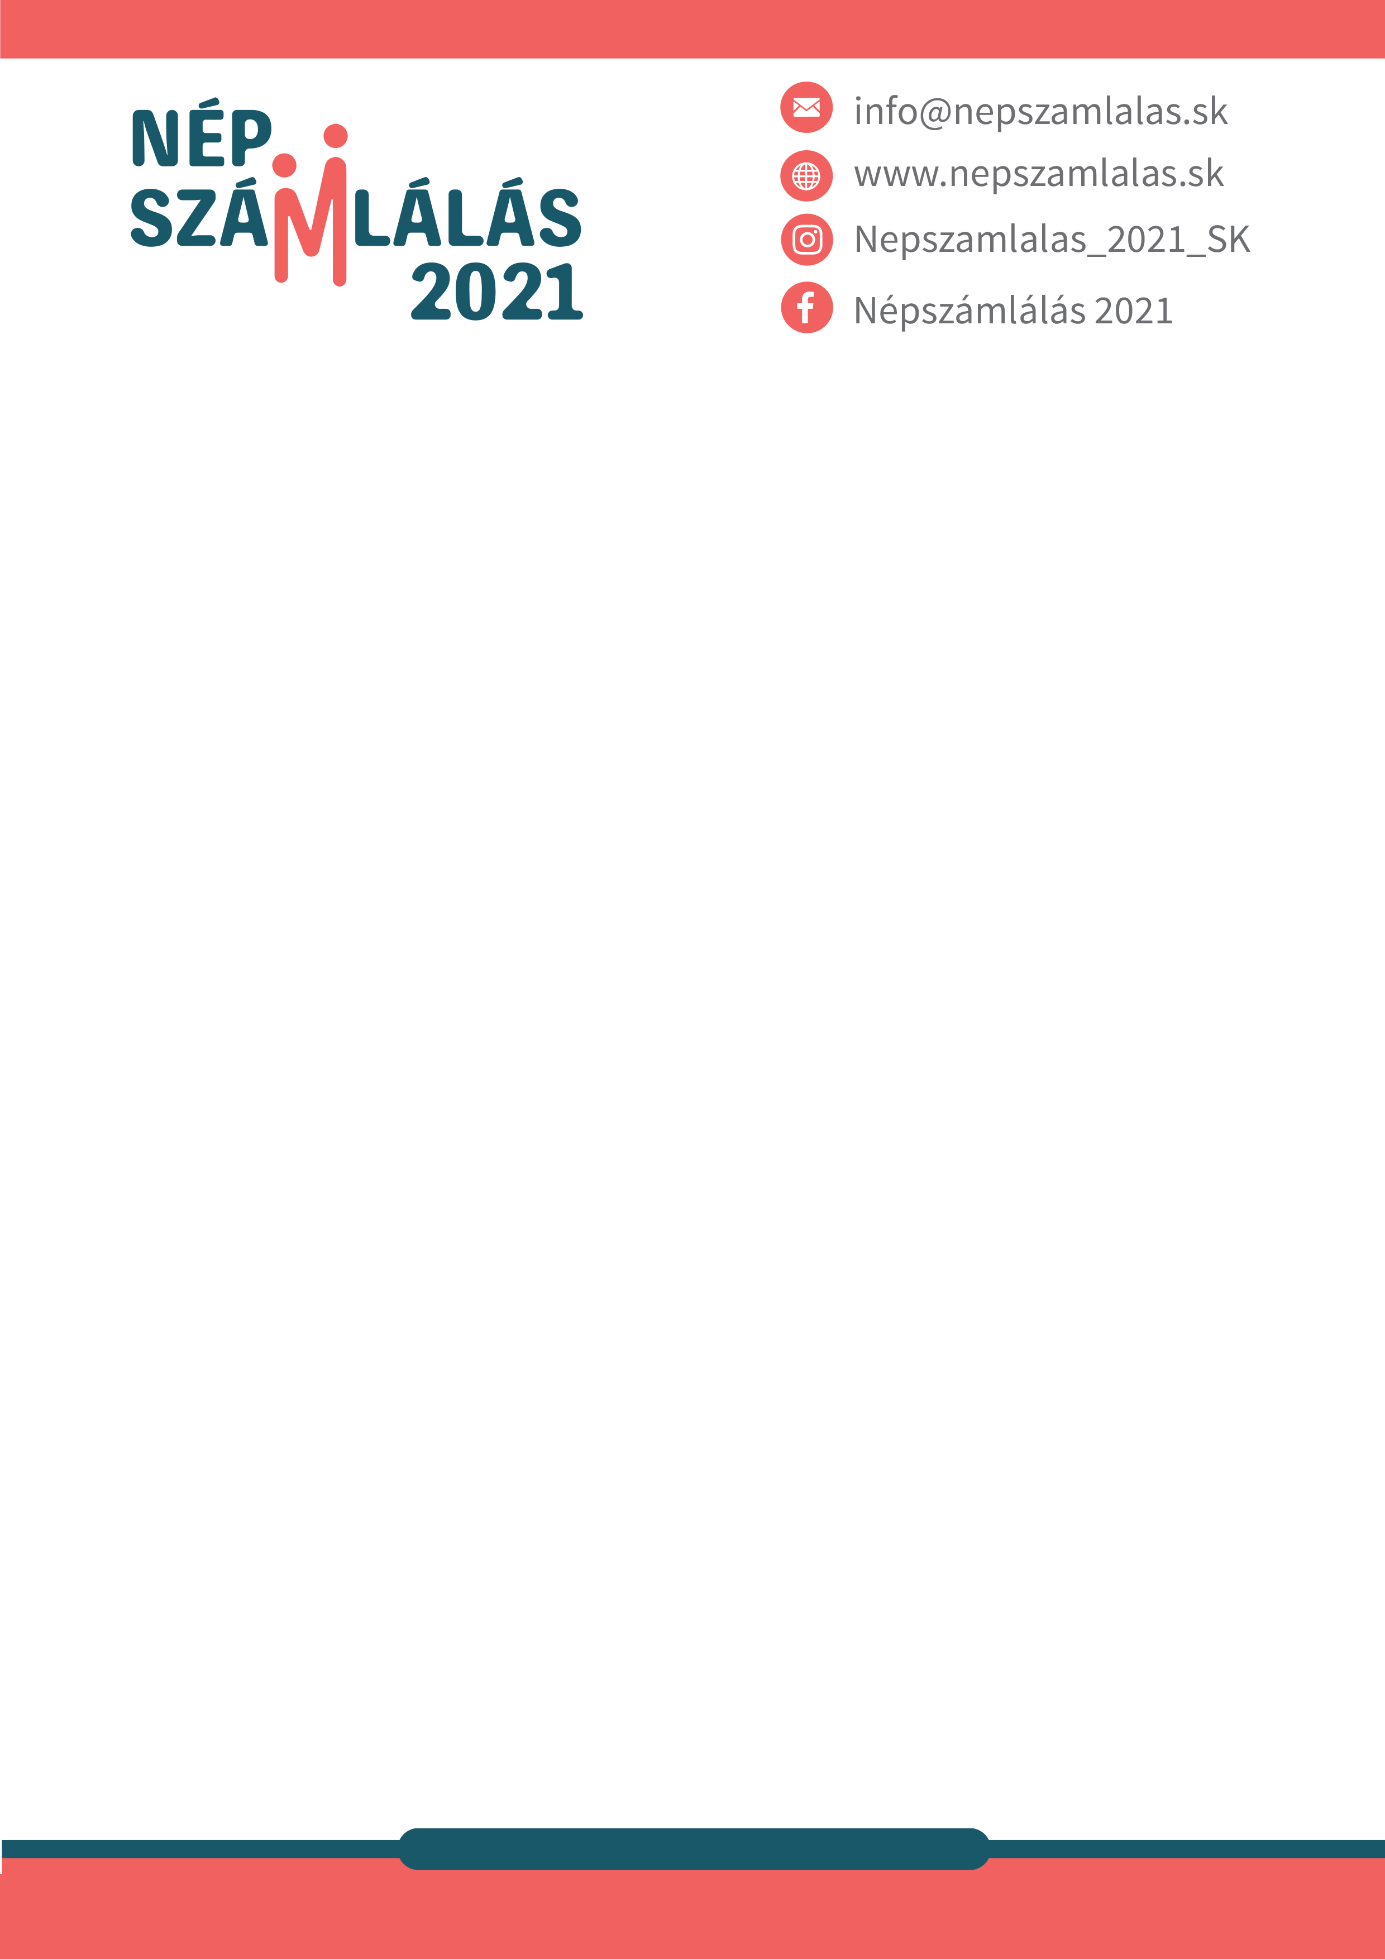 NÉP
SZÁMLÁLÁS
2021
info@nepszamlalas.sk
www.nepszamlalas.sk
Nepszamlalas_2021_SK
Népszámlálás 2021